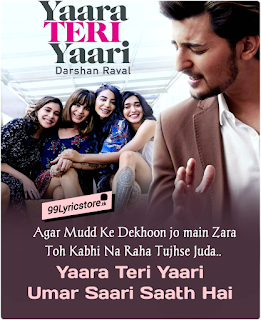 Yaara
TERI
Yaari
Darshan Raval
99Lyricstore.in
Agar Mudd Ke Dekhoon jo main Zara
Toh Kabhi Na Raha Tujhse Juda..
Yaara Teri Yaari
Umar Saari Saath Hai